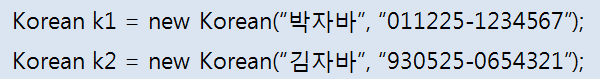 Korean k1 = new Korean("박자바", "011225-1234567");
Korean k2 = new Korean("김자바", "930525-0654321");